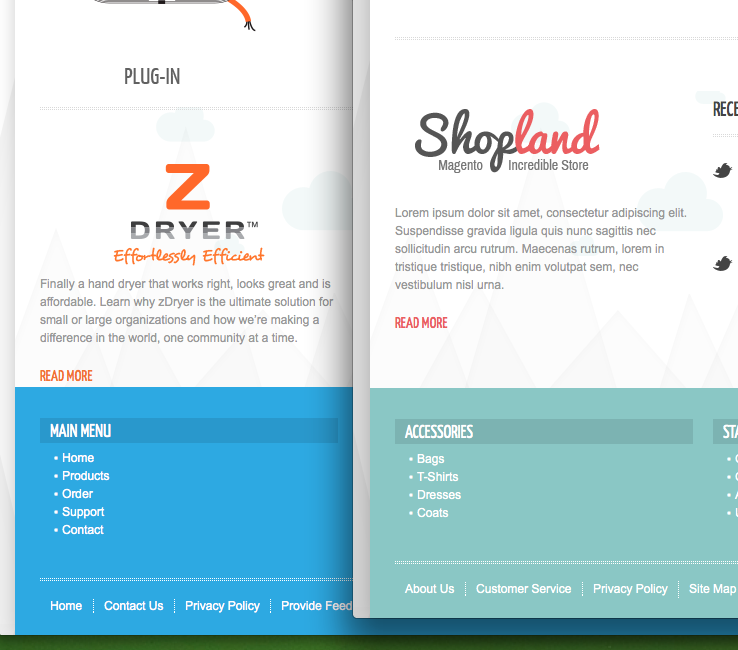 PLUG-IN
Z
DRYER™
Effortlessly Efficient
Finally a hand dryer that works right, looks great and is
affordable. Learn why zDryer is the ultimate solution for
small or large organizations and how we're making a
difference in the world, one community at a time.
READ MORE
MAIN MENU
• Home
• Products
• Order
• Support
• Contact
Home
Contact Us
Privacy Policy
Provide Feed
Shopland
Magento Incredible Store
Lorem ipsum dolor sit amet, consectetur adipiscing elit.
Suspendisse gravida ligula quis nunc sagittis nec
sollicitudin arcu rutrum. Maecenas rutrum, lorem in
tristique tristique, nibh enim volutpat sem, nec
vestibulum nisl urna.
READ MORE
RECE
ACCESSORIES
• Bags
• T-Shirts
• Dresses
• Coats
STA
About Us
Customer Service
Privacy Policy
Site Map